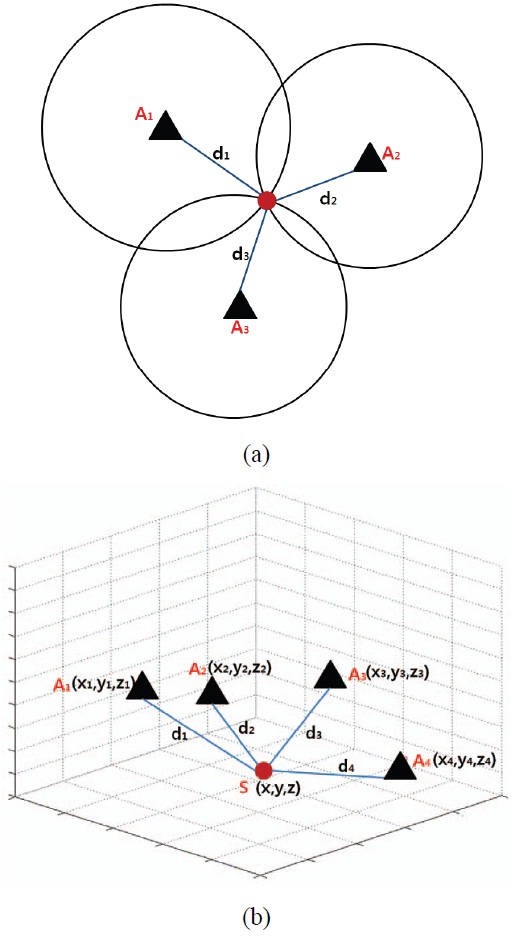 A1
A2
d1
d2
d3
A3
(a)
A2(x2,y2,z2)
A1(x1,y1,z1)
A3(x3,y3,z3)
d1
d2
d3
d4
A4(x4,y4,z4)
S (x,y,z)
(b)